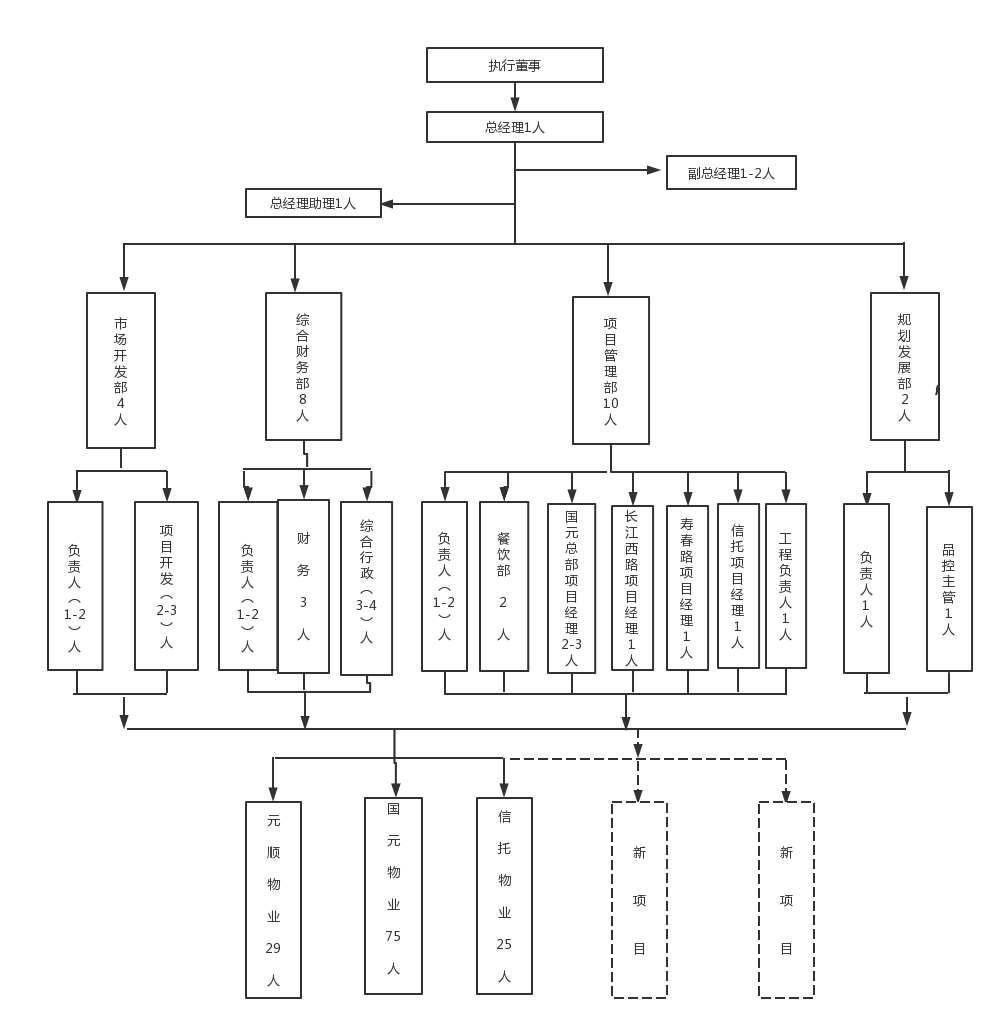 执行董事
总经理1人
副总经理1-2人
总经理助理1人
市场开发部4人
综合财务部8人
项目管理部10人
规划发展部2人
负责人（1-2）人
项目开发（2-3）人
负责人（1-2）人
财务3人
综合行政（3-4）人
负责人（1-2）人
餐饮部2人
国元总部项目经理2-3人
长江西路项目经理1人
寿春路项目经理1人
信托项目经理1人
工程负责人1人
负责人1人
品控主管1人
元顺物业29人
国元物业75人
信托物业25人
新项目
新项目